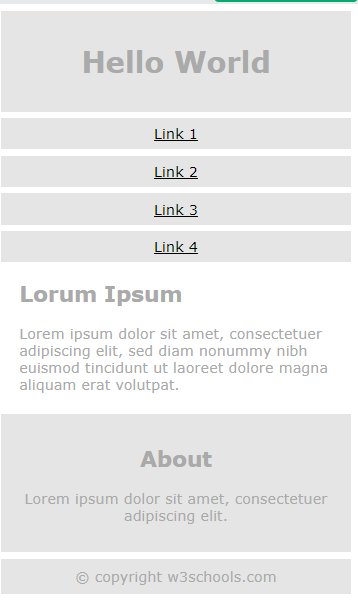 Hello World
Link 1
Link 2
Link 3
Link 4
Lorum Ipsum
Lorem ipsum dolor sit amet, consectetuer
adipiscing elit, sed diam nonummy nibh
euismod tincidunt ut laoreet dolore magna
aliquam erat volutpat.
About
Lorem ipsum dolor sit amet, consectetuer
adipiscing elit.
© copyright w3schools.com